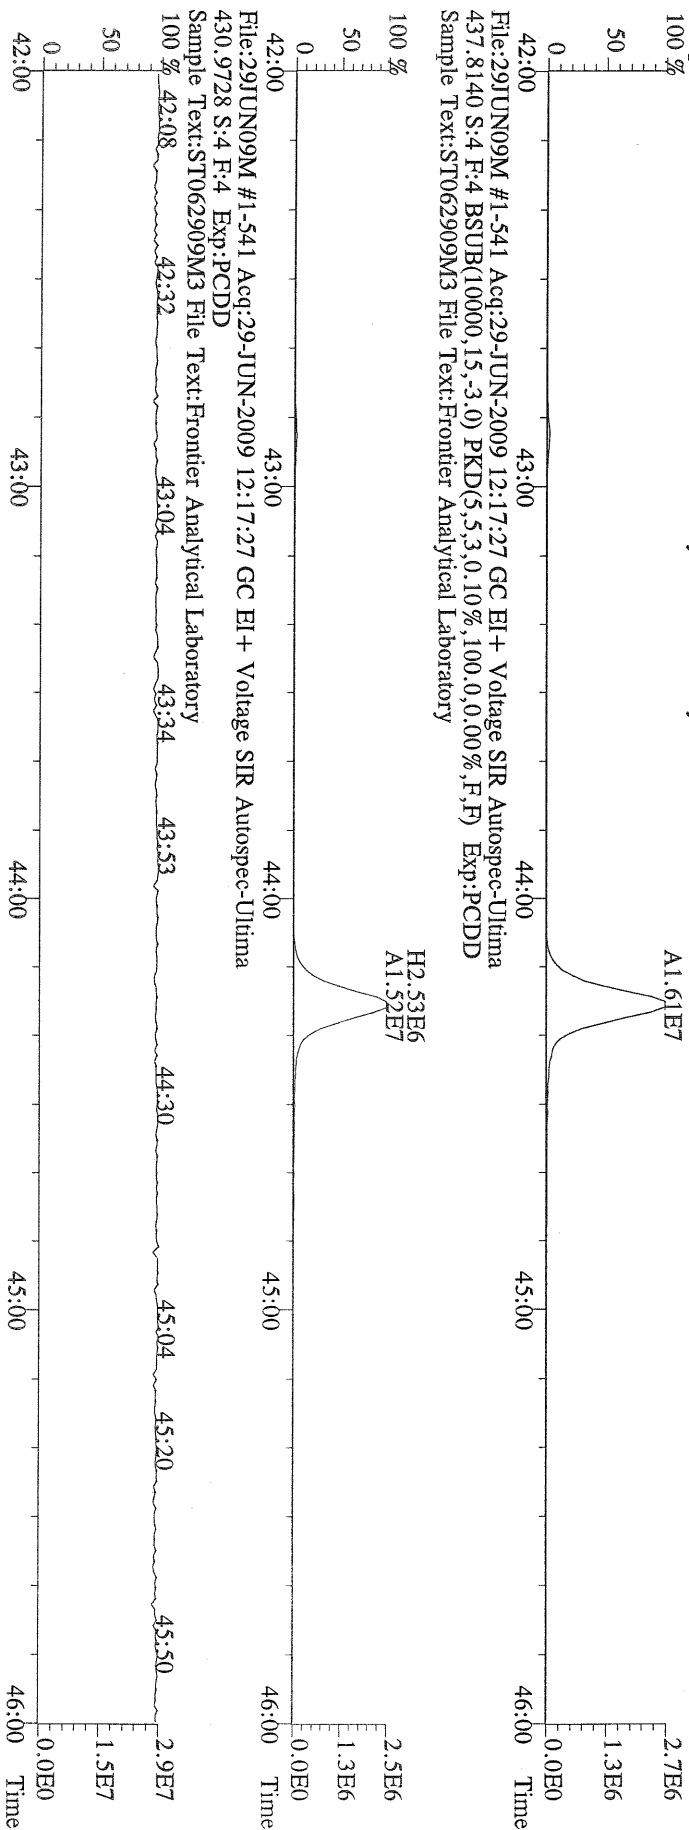 100 %
A1.61E7
2.7E6
50
1.3E6
0
0.0E0
42:00
43:00
44:00
45:00
46:00
Time
File:29JUN09M #1-541 Acq:29-JUN-2009 12:17:27 GC EI+ Voltage SIR Autospec-Ultima
437.8140 S:4 F:4 BSUB(10000,15,-3.0) PKD(5,5,3,0.10%,100.0,0.00%,F,F) Exp:PCDD
Sample Text:ST062909M3 File Text:Frontier Analytical Laboratory
H2.53E6
100 %
A1.52E7
2.5E6
50
1.3E6
0
0.0E0
42:00
43:00
44:00
45:00
46:00
Time
File:29JUN09M #1-541 Acq:29-JUN-2009 12:17:27 GC EI+ Voltage SIR Autospec-Ultima
430.9728 S:4 F:4 Exp:PCDD
Sample Text:ST062909M3 File Text:Frontier Analytical Laboratory
100 %
42:08
42:32
43:04
43:34
43:53
44:30
45:04
45:20
45:50
2.9E7
50
1.5E7
0
0.0E0
42:00
43:00
44:00
45:00
46:00
Time